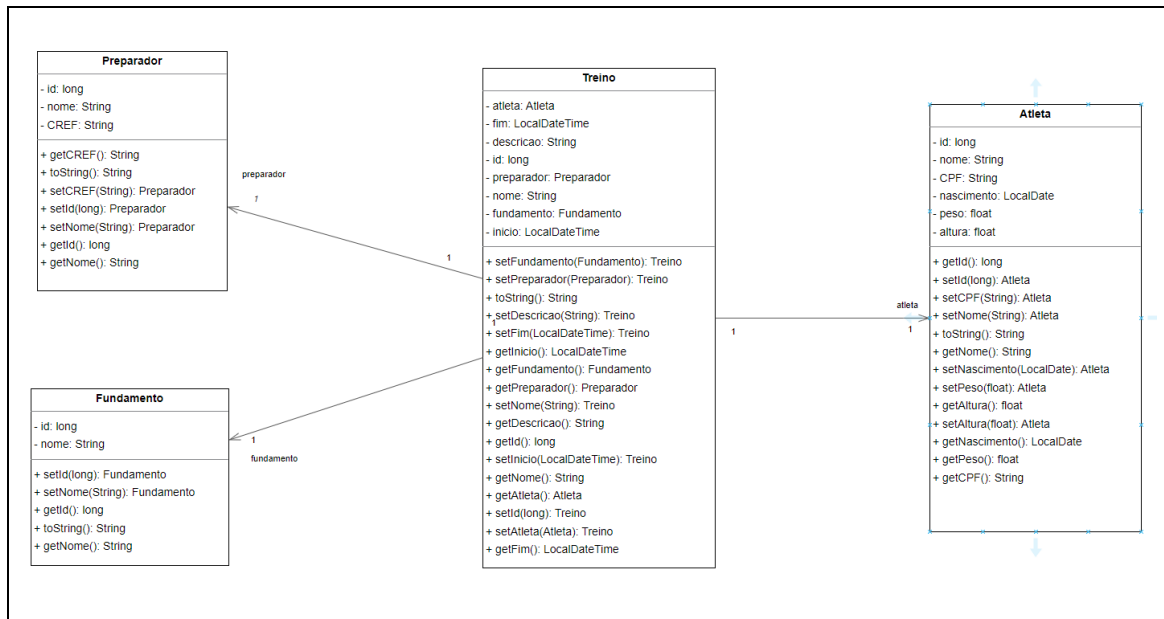 Preparador
- id: long
- nome: String
- CREF: String
+ getCREF(): String
+ toString(): String
+ setCREF(String): Preparador
+ setId(long): Preparador
+ setNome(String): Preparador
+ getId(): long
+ getNome(): String
preparador
1
1
Fundamento
- id: long
- nome: String
+ setId(long): Fundamento
+ setNome(String): Fundamento
+ getId(): long
+ toString(): String
+ getNome(): String
1
fundamento
1
Treino
- atleta: Atleta
- fim: LocalDateTime
- descricao: String
- id: long
- preparador: Preparador
- nome: String
- fundamento: Fundamento
- inicio: LocalDateTime
+ setFundamento(Fundamento): Treino
+ setPreparador(Preparador): Treino
+ toString(): String
+ setDescricao(String): Treino
+ setFim(LocalDateTime): Treino
+ getInicio(): LocalDateTime
+ getFundamento(): Fundamento
+ getPreparador(): Preparador
+ setNome(String): Treino
+ getDescricao(): String
+ getId(): long
+ setInicio(LocalDateTime): Treino
+ getNome(): String
+ getAtleta(): Atleta
+ setId(long): Treino
+ setAtleta(Atleta): Treino
+ getFim(): LocalDateTime
1
atleta
1
Atleta
- id: long
- nome: String
- CPF: String
- nascimento: LocalDate
- peso: float
- altura: float
+ getId(): long
+ setId(long): Atleta
+ setCPF(String): Atleta
+ setNome(String): Atleta
+ toString(): String
+ getNome(): String
+ setNascimento(LocalDate): Atleta
+ setPeso(float): Atleta
+ getAltura(): float
+ setAltura(float): Atleta
+ getNascimento(): LocalDate
+ getPeso(): float
+ getCPF(): String